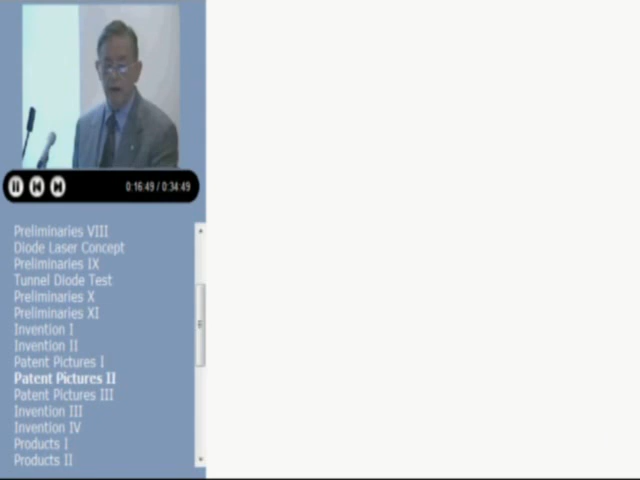 0:16:49 / 0:34:49
Preliminaries VIII
Diode Laser Concept
Preliminaries IX
Tunnel Diode Test
Preliminaries X
Preliminaries XI
Invention I
Invention II
Patent Pictures I
Patent Pictures II
Patent Pictures III
Invention III
Invention IV
Products I
Products II